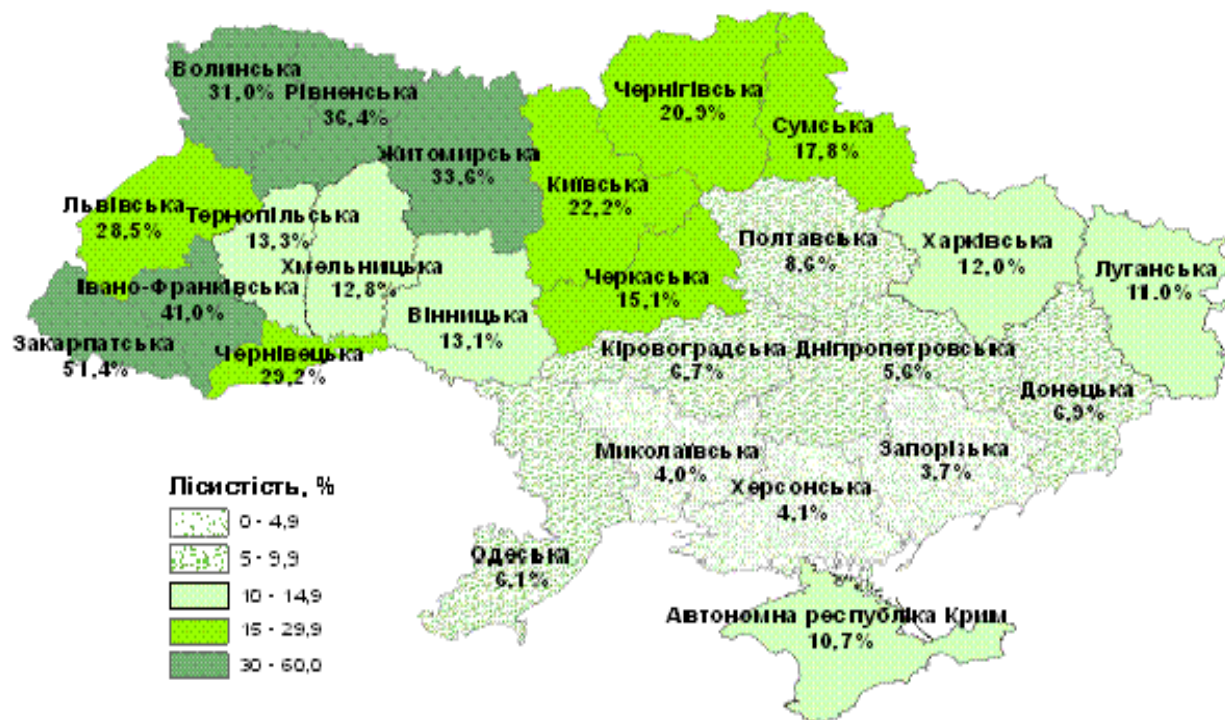 Волинська
31,0%
Рівненська
36,4%
Житомирська
33,6%
Чернігівська
20,9%
Сумська
17,8%
Київська
22,2%
Львівська
28,5%
Тернопільська
13,3%
Хмельницька
12,8%
Івано-Франківська
41,0%
Закарпатська
51,4%
Чернівецька
29,2%
Вінницька
13,1%
Черкаська
15,1%
Полтавська
8,6%
Харківська
12,0%
Луганська
11.0%
Кіровоградська
6,7%
Дніпропетровська
5,6%
Донецька
6,9%
Миколаївська
4,0%
Херсонська
4,1%
Запорізька
3,7%
Одеська
6,1%
Автономна республіка Крим
10,7%
Лісистість, %
0 - 4,9
5 - 9,9
10 - 14,9
15 - 29,9
30 - 60,0